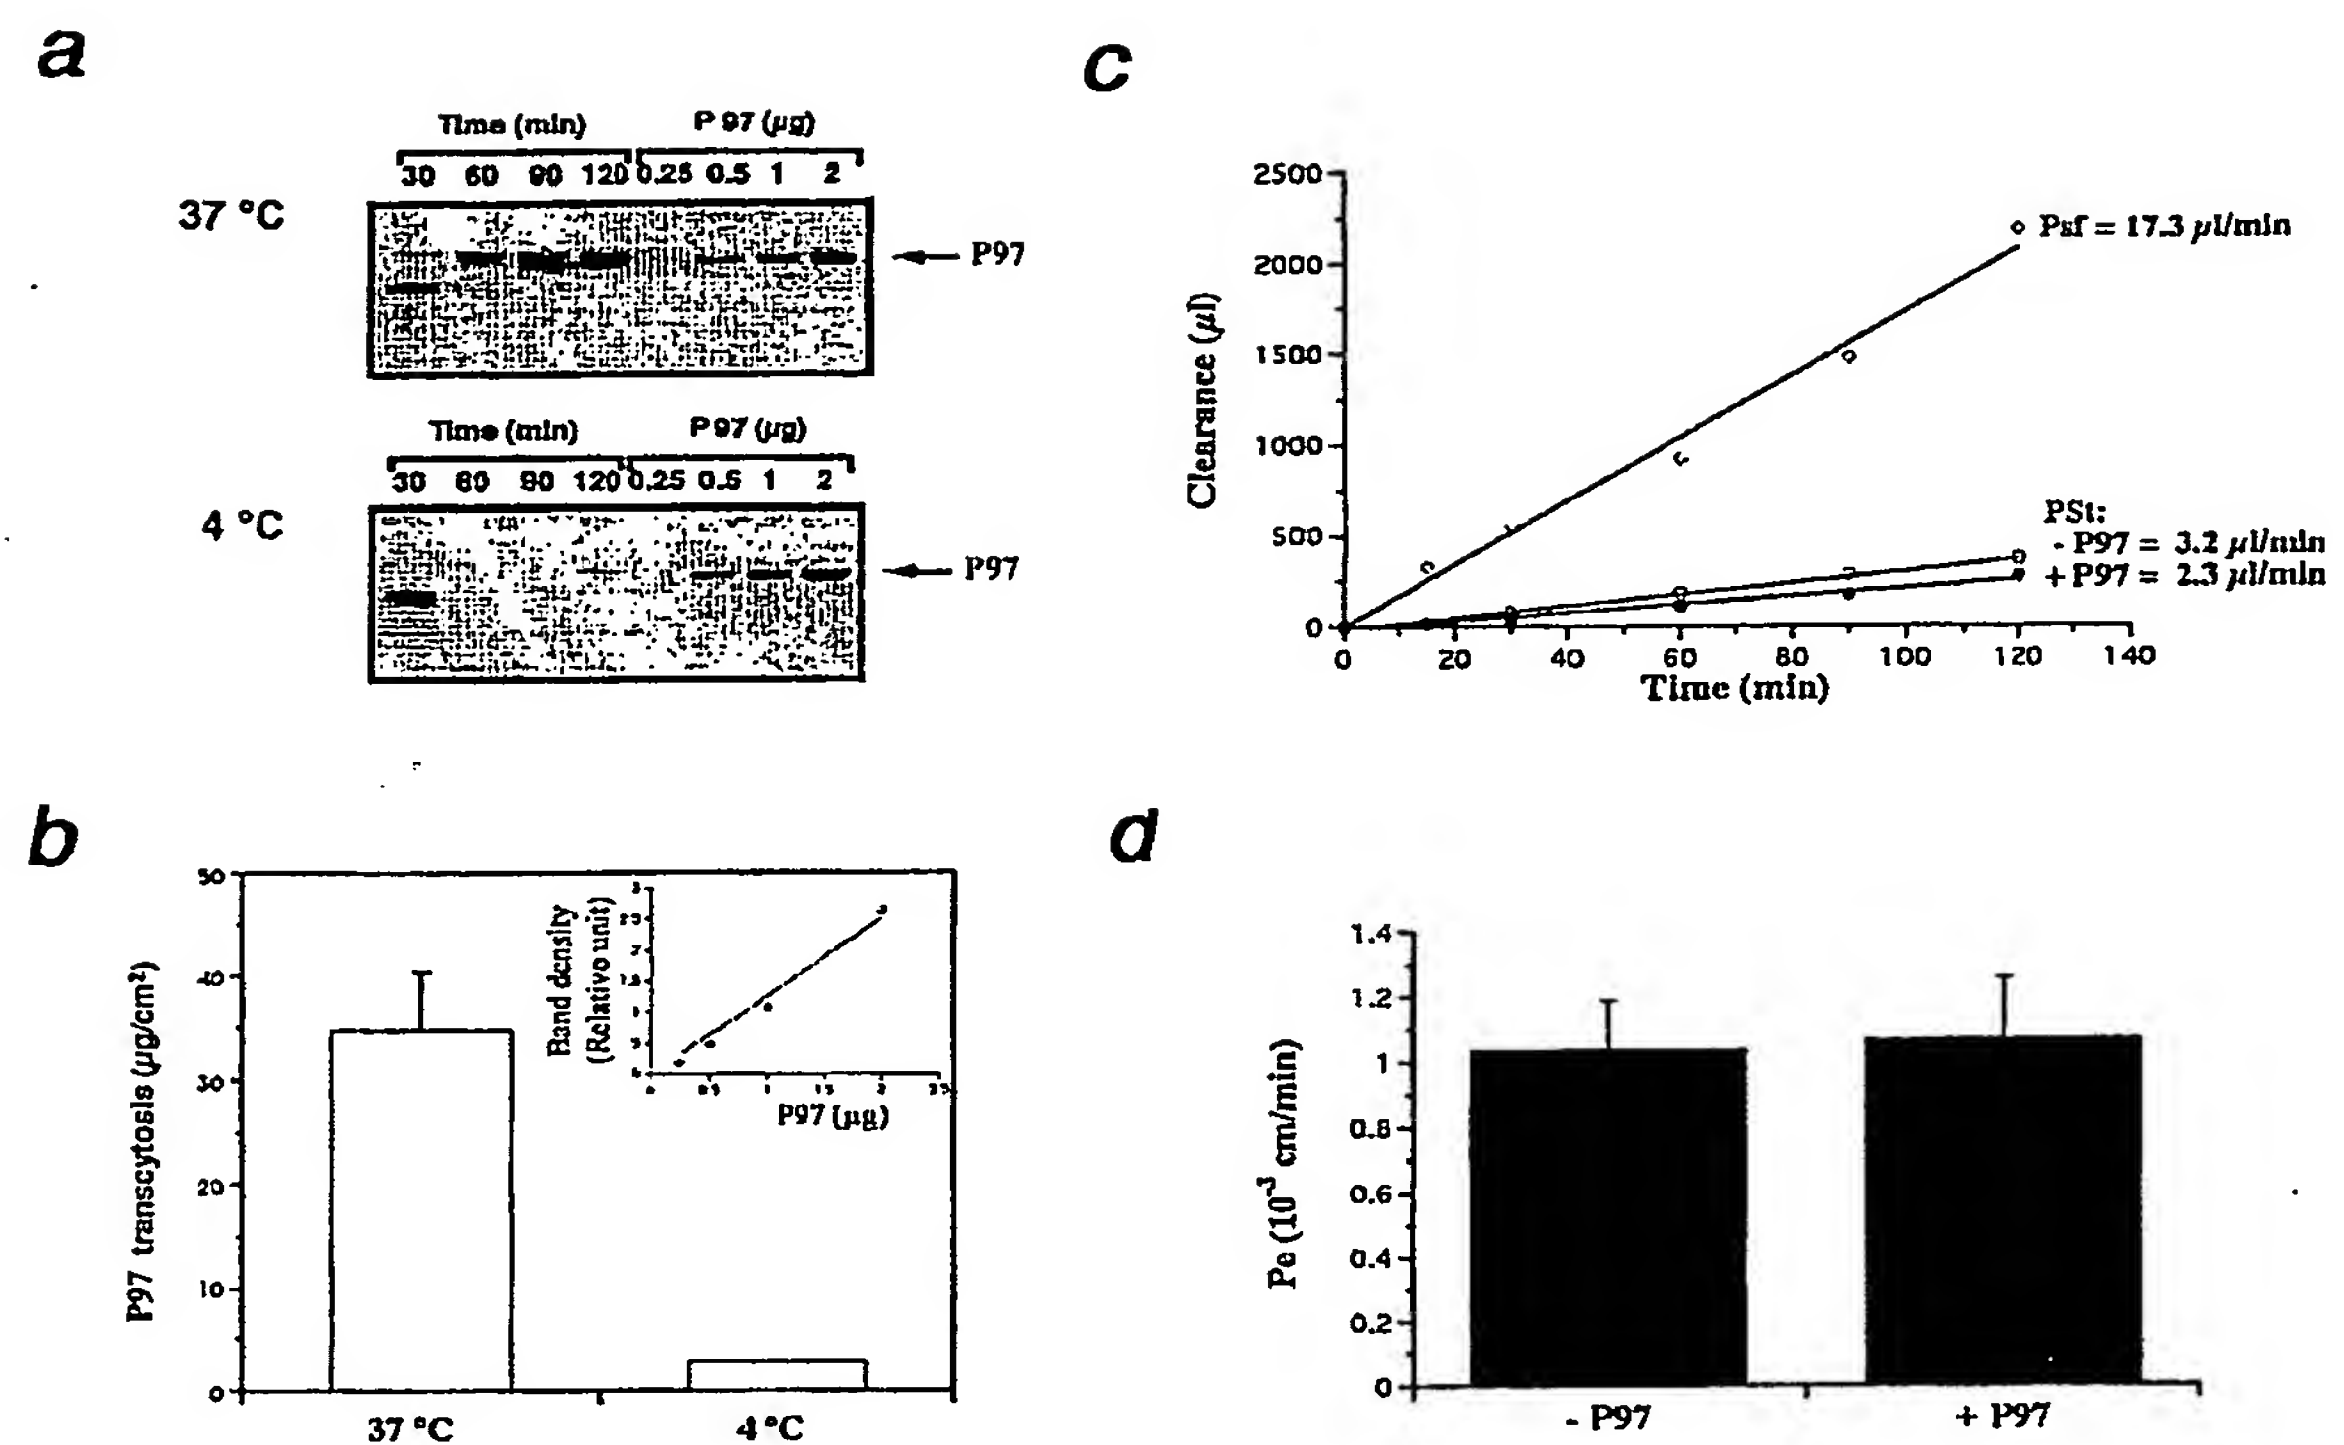 a
Time (min) P 97 (µg)
30 60 90 120 0.25 0.5 1 2
37 °C
P97
Time (min) P 97 (µg)
30 60 90 120 0.25 0.5 1 2
4 °C
P97
b
P97 transcytosis (µg/cm²)
50
40
30
20
10
0
37 °C 4 °C
Band density
(Relative unit)
P97 (µg)
c
Clearance (µl)
2500
2000
1500
1000
500
0
0 20 40 60 80 100 120 140
Time (min)
Psf = 17.3 µl/min
PSt:
- P97 = 3.2 µl/min
+ P97 = 2.3 µl/min
d
Pe (10⁻³ cm/min)
1.4
1.2
1
0.8
0.6
0.4
0.2
0
- P97 + P97